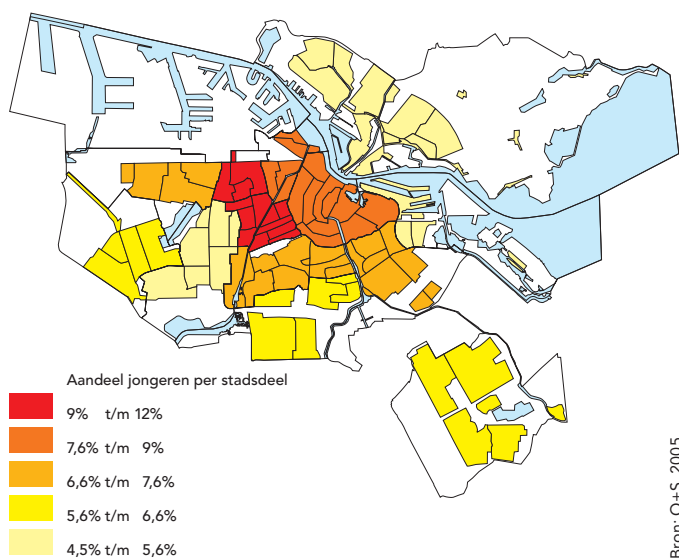 Aandeel jongeren per stadsdeel
9% t/m 12%
7,6% t/m 9%
6,6% t/m 7,6%
5,6% t/m 6,6%
4,5% t/m 5,6%
Bron: O+S, 2005